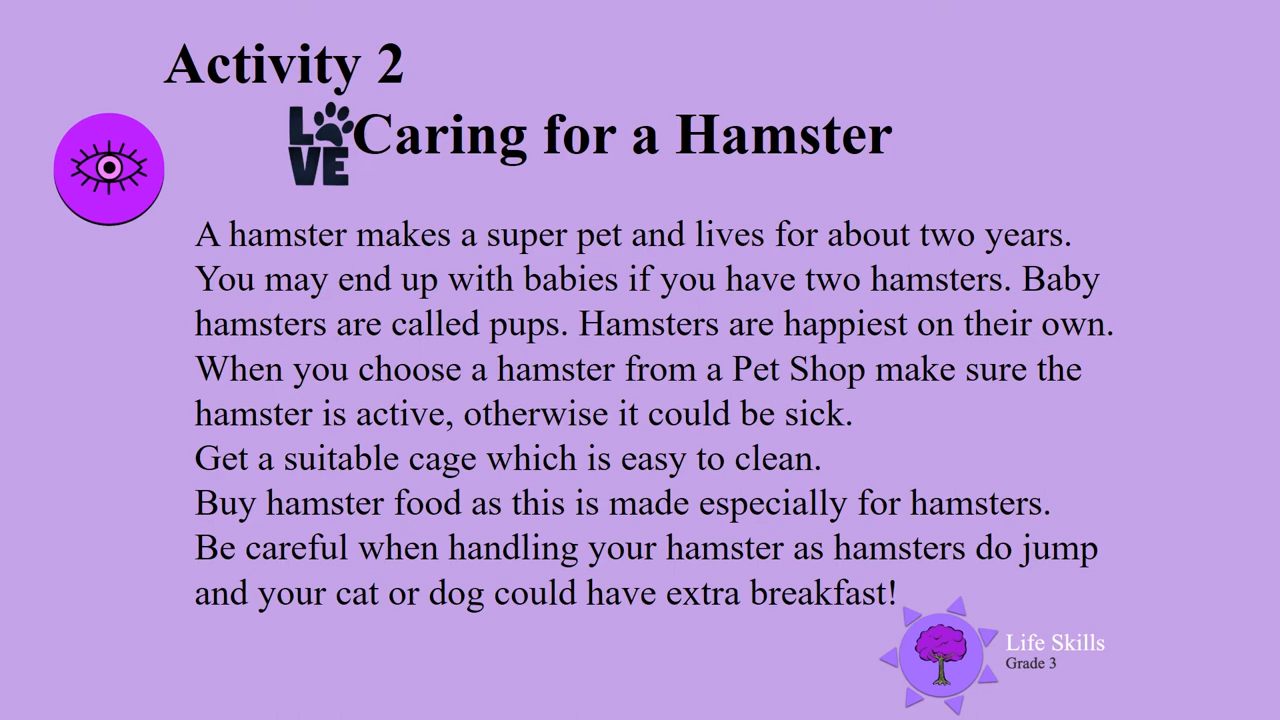 Activity 2
LOVE
Caring for a Hamster
A hamster makes a super pet and lives for about two years.
You may end up with babies if you have two hamsters. Baby
hamsters are called pups. Hamsters are happiest on their own.
When you choose a hamster from a Pet Shop make sure the
hamster is active, otherwise it could be sick.
Get a suitable cage which is easy to clean.
Buy hamster food as this is made especially for hamsters.
Be careful when handling your hamster as hamsters do jump
and your cat or dog could have extra breakfast!
Life Skills
Grade 3